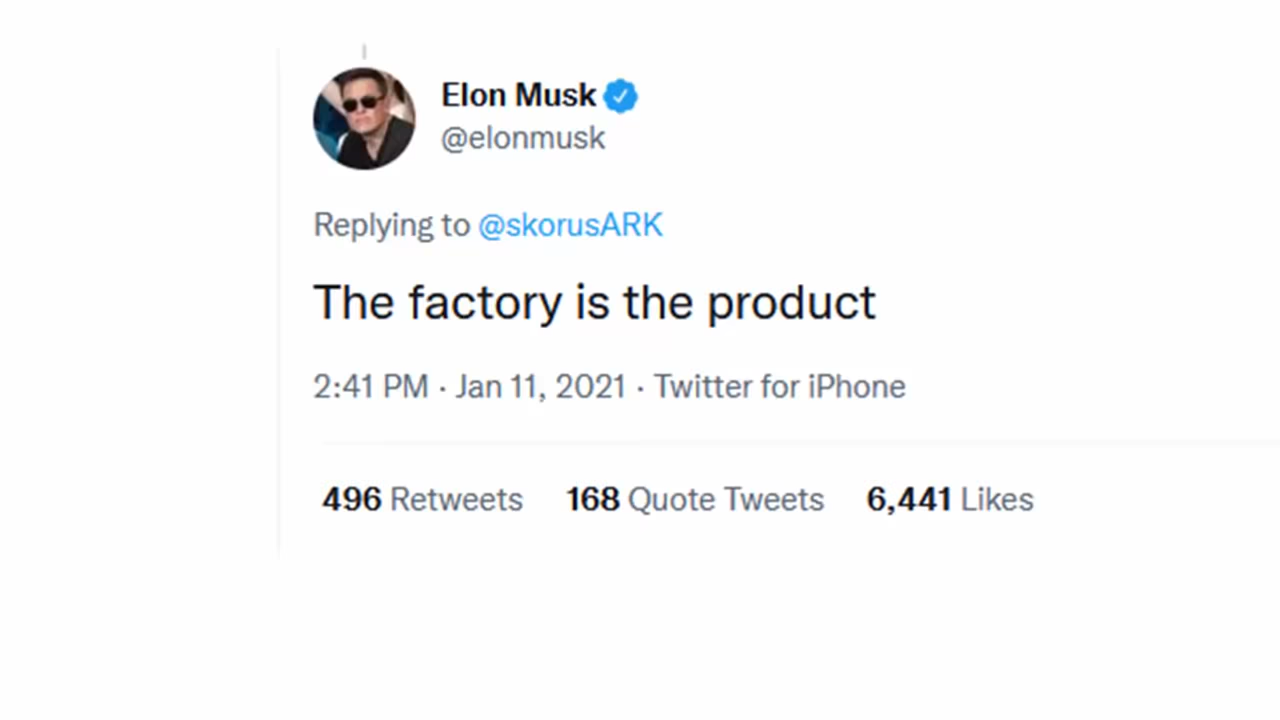 Elon Musk
@elonmusk
Replying to @skorusARK
The factory is the product
2:41 PM · Jan 11, 2021 · Twitter for iPhone
496 Retweets 168 Quote Tweets 6,441 Likes